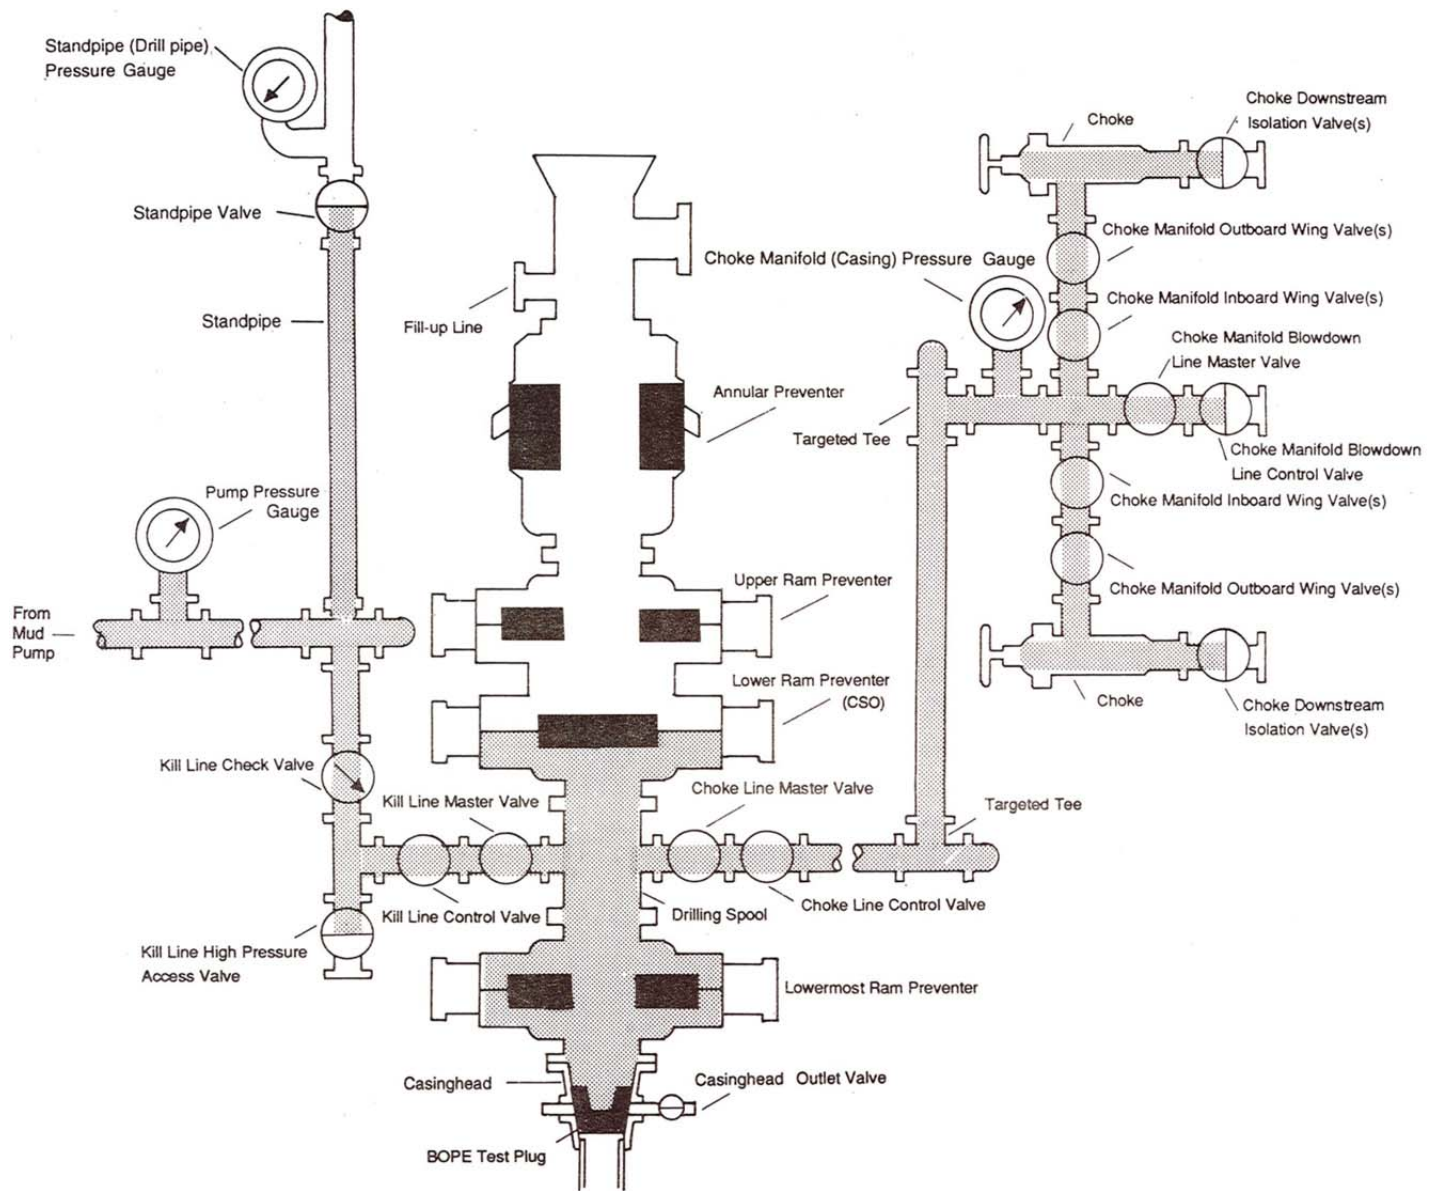 Standpipe (Drill pipe)
Pressure Gauge
Standpipe Valve
Standpipe
Fill-up Line
Pump Pressure
Gauge
From
Mud
Pump
Kill Line Check Valve
Kill Line Master Valve
Kill Line Control Valve
Kill Line High Pressure
Access Valve
Casinghead
BOPE Test Plug
Casinghead Outlet Valve
Lowermost Ram Preventer
Drilling Spool
Choke Line Master Valve
Choke Line Control Valve
Lower Ram Preventer
(CSO)
Upper Ram Preventer
Annular Preventer
Targeted Tee
Targeted Tee
Choke Manifold (Casing) Pressure Gauge
Choke
Choke Downstream
Isolation Valve(s)
Choke Manifold Outboard Wing Valve(s)
Choke Manifold Inboard Wing Valve(s)
Choke Manifold Blowdown
Line Master Valve
Choke Manifold Blowdown
Line Control Valve
Choke Manifold Inboard Wing Valve(s)
Choke Manifold Outboard Wing Valve(s)
Choke
Choke Downstream
Isolation Valve(s)